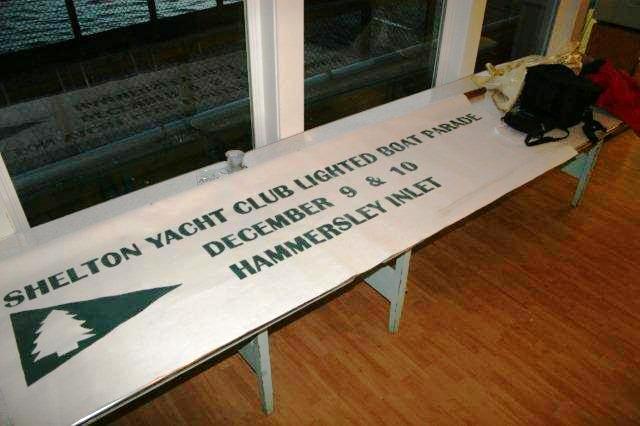 SHELTON YACHT CLUB LIGHTED BOAT PARADE
DECEMBER 9 & 10
HAMMERSLEY INLET